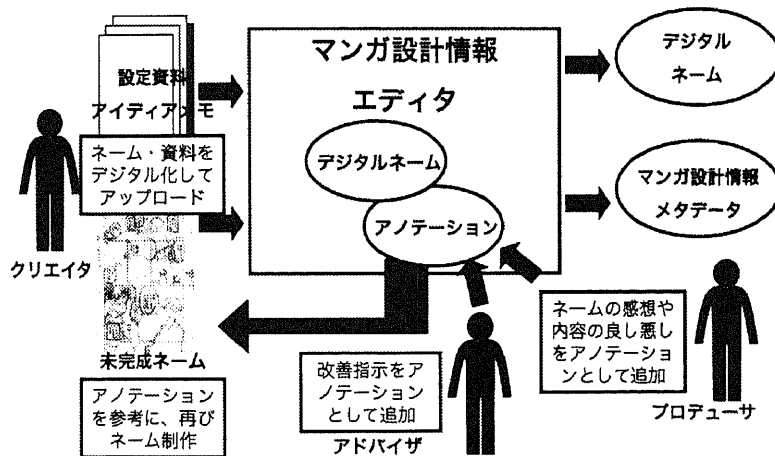 設定資料
アイディアメモ
ネーム・資料を
デジタル化して
アップロード
クリエイタ
未完成ネーム
アノテーション
を参考に、再び
ネーム制作
マンガ設計情報
エディタ
デジタルネーム
アノテーション
デジタル
ネーム
マンガ設計情報
メタデータ
改善指示をア
ノテーション
として追加
アドバイザ
ネームの感想や
内容の良し悪し
をアノテーショ
ンとして追加
プロデューサ